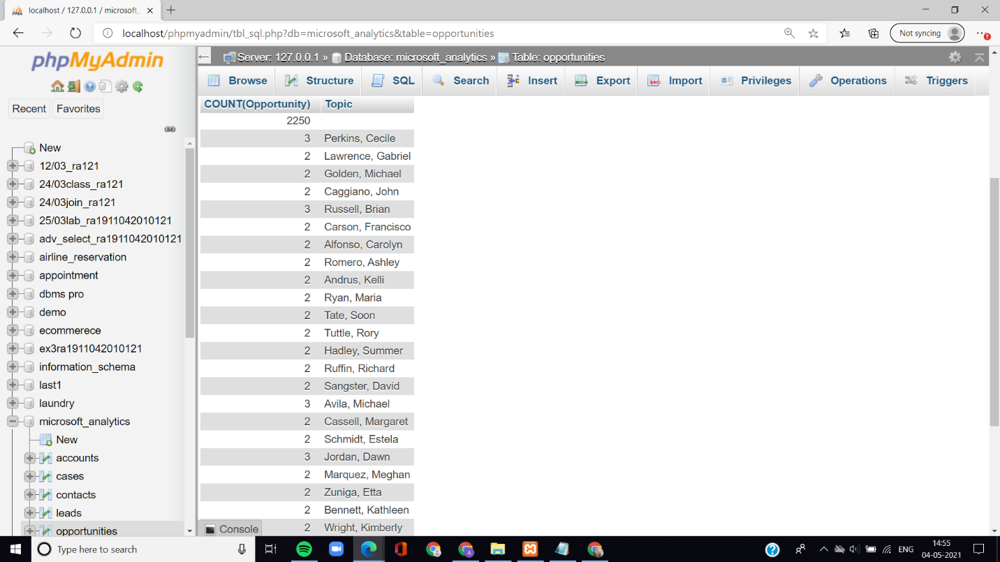 localhost / 127.0.0.1 / microsoft_
localhost/phpmyadmin/tbl_sql.php?db=microsoft_analytics&table=opportunities
Not syncing
phpMyAdmin
Recent
Favorites
New
12/03_ra121
24/03class_ra121
24/03join_ra121
25/03lab_ra1911042010121
adv_select_ra1911042010121
airline_reservation
appointment
dbms pro
demo
ecommerece
ex3ra1911042010121
information_schema
last1
laundry
microsoft_analytics
New
accounts
cases
contacts
leads
opportunities
Server: 127.0.0.1 » Database: microsoft_analytics » Table: opportunities
Browse Structure SQL Search Insert Export Import Privileges Operations Triggers
COUNT(Opportunity) Topic
2250
3 Perkins, Cecile
2 Lawrence, Gabriel
2 Golden, Michael
2 Caggiano, John
3 Russell, Brian
2 Carson, Francisco
2 Alfonso, Carolyn
2 Romero, Ashley
2 Andrus, Kelli
2 Ryan, Maria
2 Tate, Soon
2 Tuttle, Rory
2 Hadley, Summer
2 Ruffin, Richard
2 Sangster, David
3 Avila, Michael
2 Cassell, Margaret
2 Schmidt, Estela
3 Jordan, Dawn
2 Marquez, Meghan
2 Zuniga, Etta
2 Bennett, Kathleen
2 Wright, Kimberly
Console
Type here to search
ENG
14:55
04-05-2021